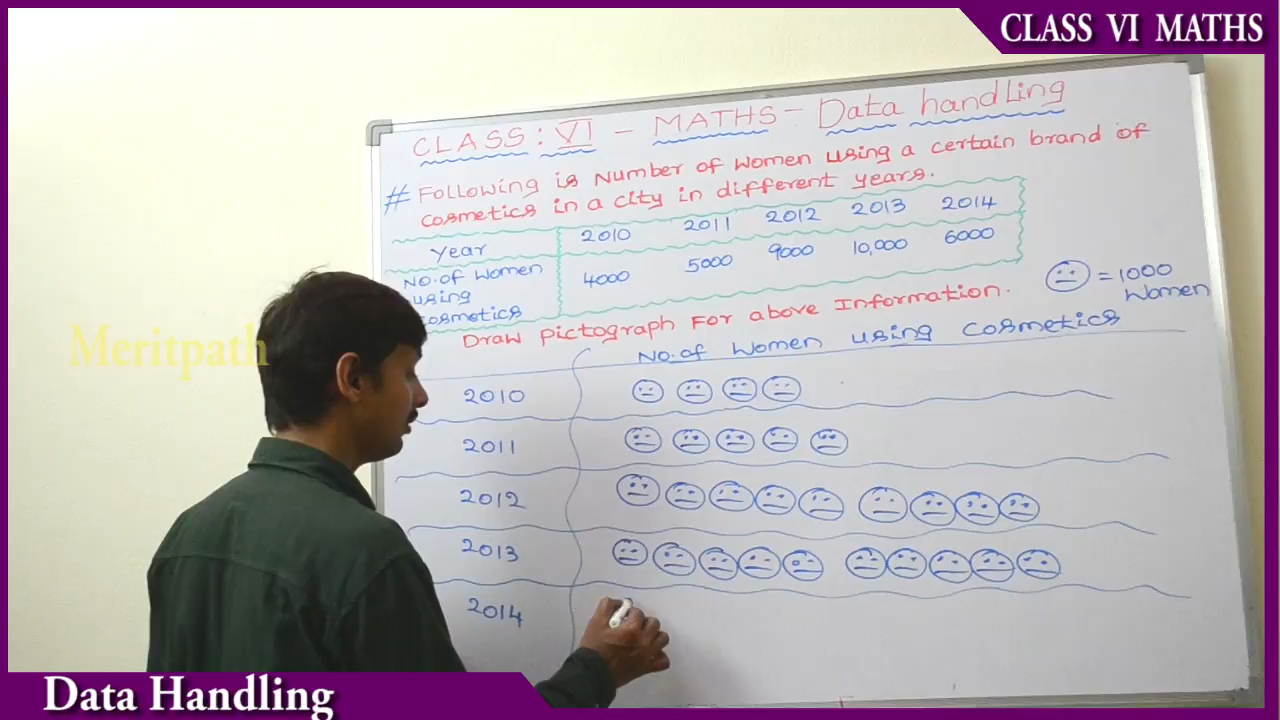 CLASS VI MATHS
CLASS : VI - MATHS - Data handling
# Following is Number of Women using a certain brand of
cosmetics in a city in different years.
Year 2010 2011 2012 2013 2014
No. of Women using cosmetics 4000 5000 9000 10,000 6000
Draw Pictograph For above Information.
= 1000
Women
No. of Women using cosmetics
2010
2011
2012
2013
2014
Meritpath
Data Handling